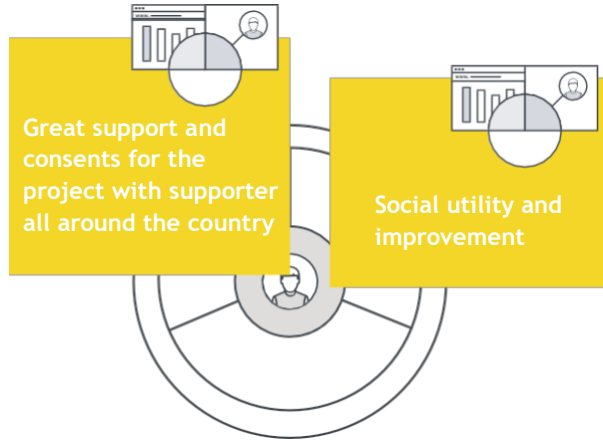 Great support and
consents for the
project with supporter
all around the country
Social utility and
improvement